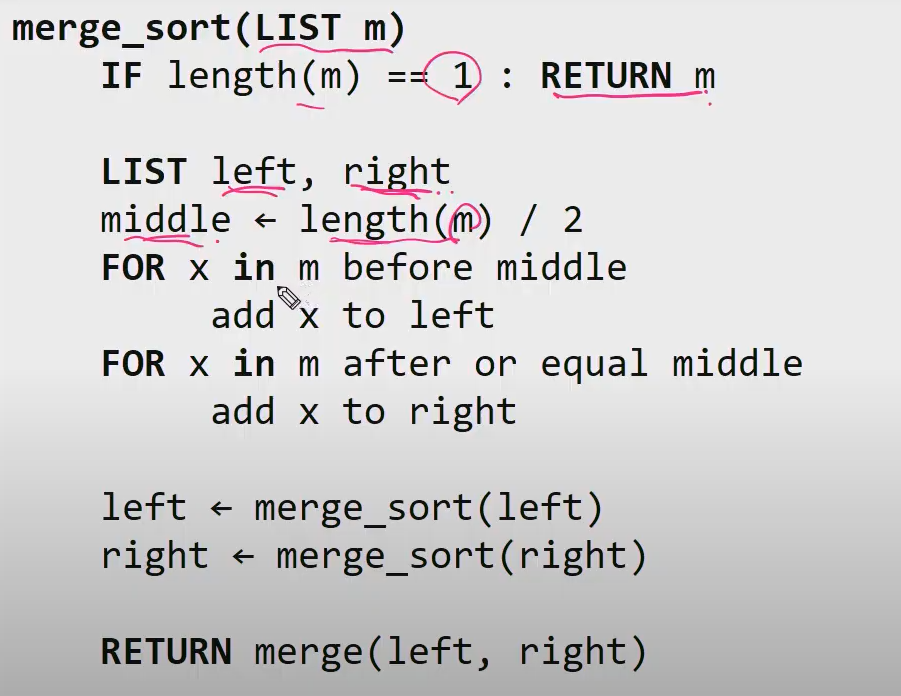 merge_sort(LIST m)
IF length(m) == 1 : RETURN m
LIST left, right
middle ← length(m) / 2
FOR x in m before middle
add x to left
FOR x in m after or equal middle
add x to right
left ← merge_sort(left)
right ← merge_sort(right)
RETURN merge(left, right)